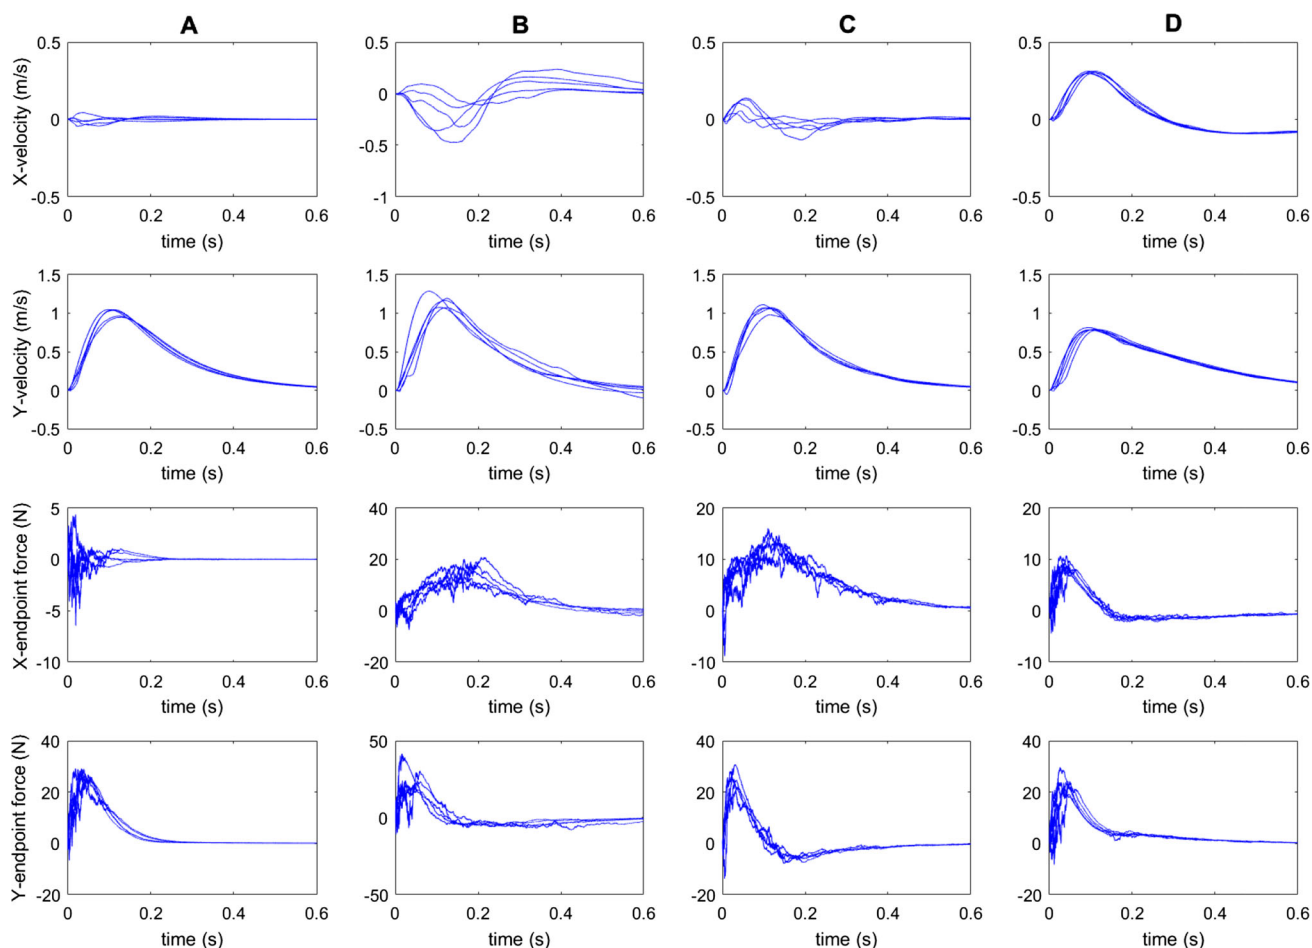 A B C D
X-velocity (m/s)
0.5 0.5 0.5 0.5
0 0 0 0
-0.5 -0.5 -0.5 -0.5
-1
0 0.2 0.4 0.6 0 0.2 0.4 0.6 0 0.2 0.4 0.6 0 0.2 0.4 0.6
time (s) time (s) time (s) time (s)
Y-velocity (m/s)
1.5 1.5 1.5 1.5
1 1 1 1
0.5 0.5 0.5 0.5
0 0 0 0
-0.5 -0.5 -0.5 -0.5
0 0.2 0.4 0.6 0 0.2 0.4 0.6 0 0.2 0.4 0.6 0 0.2 0.4 0.6
time (s) time (s) time (s) time (s)
X-endpoint force (N)
5 40 20 20
0 20 10 10
-5 0 0 0
-10 -20 -10 -10
0 0.2 0.4 0.6 0 0.2 0.4 0.6 0 0.2 0.4 0.6 0 0.2 0.4 0.6
time (s) time (s) time (s) time (s)
Y-endpoint force (N)
40 50 40 40
20 0 20 20
0 -50 0 0
-20 -20 -20
0 0.2 0.4 0.6 0 0.2 0.4 0.6 0 0.2 0.4 0.6 0 0.2 0.4 0.6
time (s) time (s) time (s) time (s)